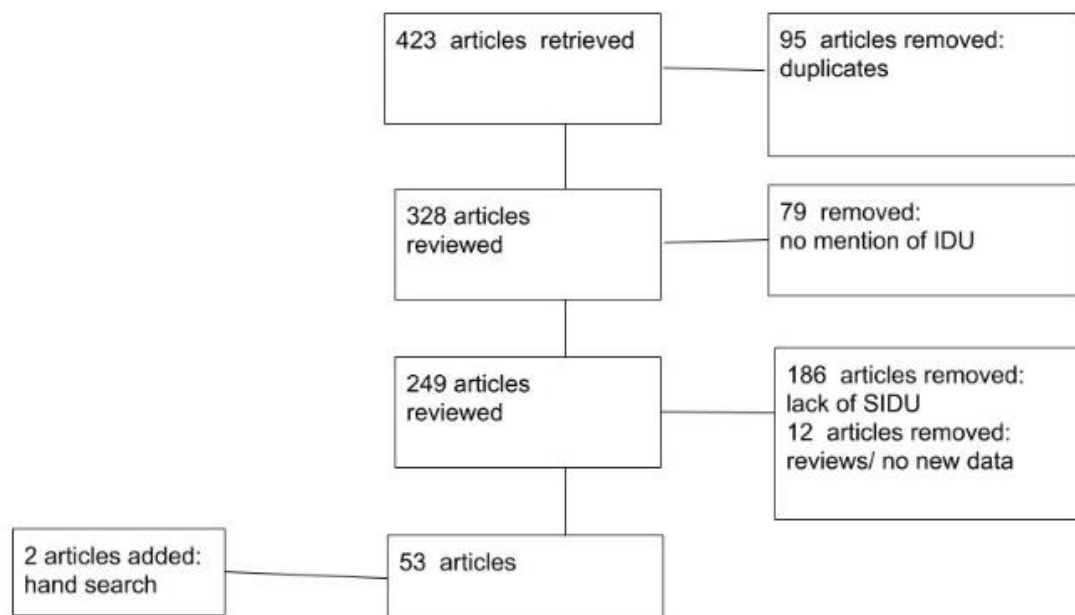 423 articles retrieved
95 articles removed:
duplicates
328 articles
reviewed
79 removed:
no mention of IDU
249 articles
reviewed
186 articles removed:
lack of SIDU
12 articles removed:
reviews/ no new data
2 articles added:
hand search
53 articles